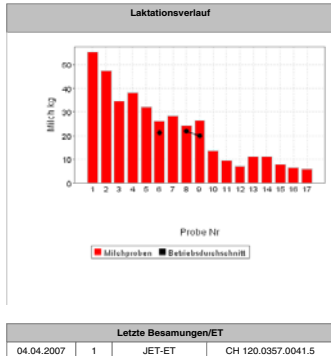 Laktationsverlauf
Milch kg
60
40
30
20
10
0
1 2 3 4 5 6 7 8 9 10 11 12 13 14 15 16 17
Probe Nr
Milchproben Betriebsdurchschnitt
Letzte Besamungen/ET
04.04.2007 1 JET-ET CH 120.0357.0041.5